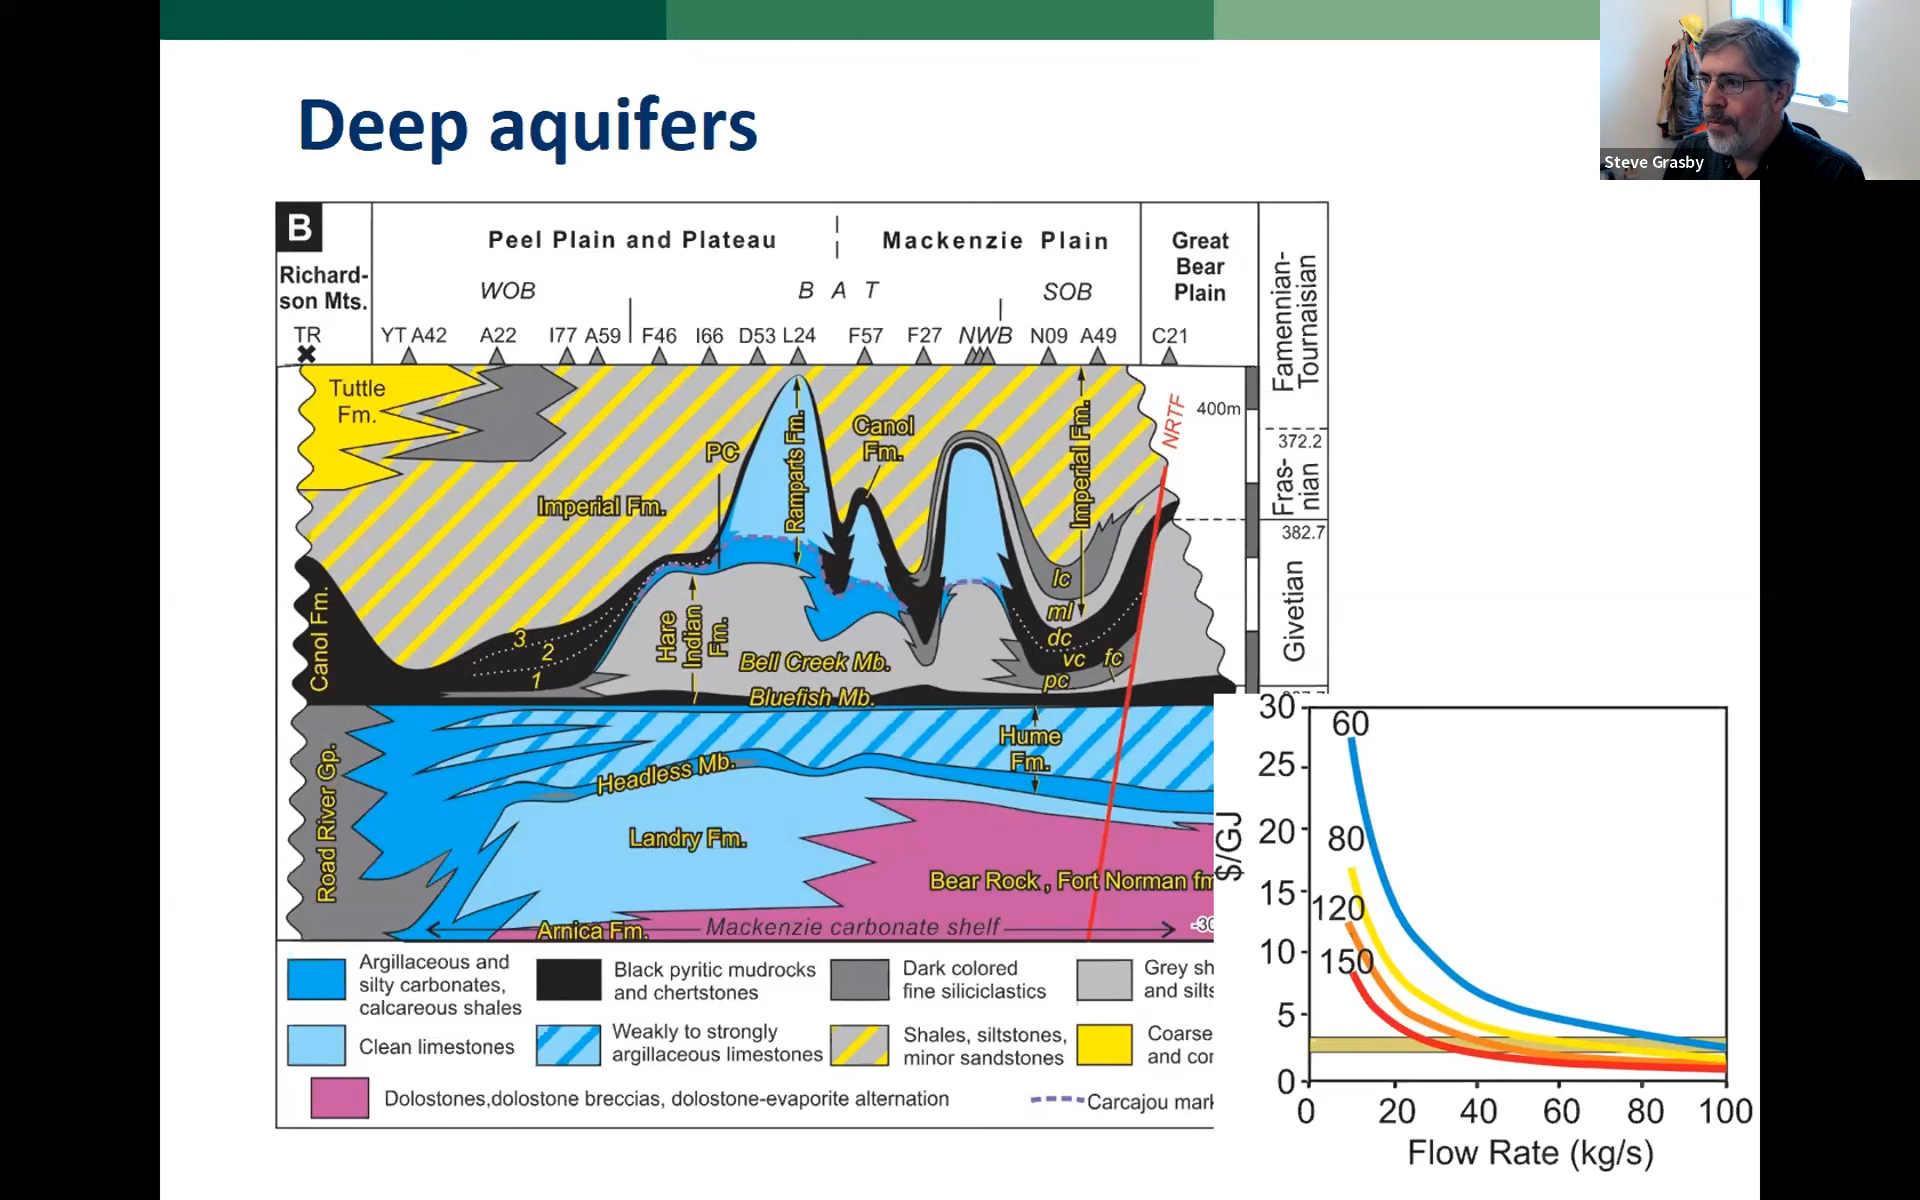 Steve Grasby
Deep aquifers
B
Peel Plain and Plateau
Mackenzie Plain
Great
Bear
Plain
Richard-
son Mts.
WOB
B A T
SOB
TR
YT A42
A22
I77 A59
F46
I66
D53 L24
F57
F27
NWB
N09
A49
C21
Famennian-
Tournaisian
Tuttle
Fm.
PC
Ramparts Fm.
Canol
Fm.
Imperial Fm.
NRTF
400m
372.2
Fras-
nian
Imperial Fm.
382.7
Givetian
Canol Fm.
3
2
1
Hare
Indian
Fm.
Bell Creek Mb.
Bluefish Mb.
lc
ml
dc
vc
fc
pc
Road River Gp.
Headless Mb.
Hume
Fm.
Landry Fm.
Bear Rock, Fort Norman fm
Arnica Fm.
Mackenzie carbonate shelf
-30
Argillaceous and
silty carbonates,
calcareous shales
Black pyritic mudrocks
and chertstones
Dark colored
fine siliciclastics
Grey sh
and silts
Clean limestones
Weakly to strongly
argillaceous limestones
Shales, siltstones,
minor sandstones
Coarse
and cor
Dolostones,dolostone breccias, dolostone-evaporite alternation
Carcajou mark
30
25
20
15
10
5
0
$/GJ
60
80
120
150
0
20
40
60
80
100
Flow Rate (kg/s)